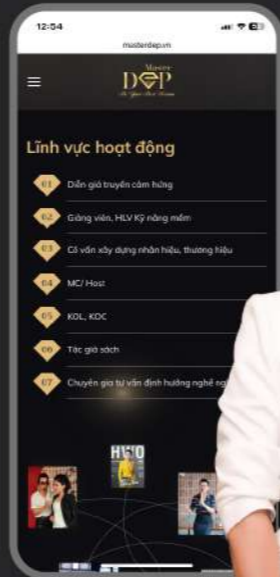 12:54
masterdep.vn
Master
DEP
Lĩnh vực hoạt động
01 Diễn giả truyền cảm hứng
02 Giảng viên, HLV Kỹ năng mềm
03 Cố vấn xây dựng nhân hiệu, thương hiệu
04 MC/ Host
05 KOL, KOC
06 Tác giả sách
07 Chuyên gia tư vấn định hướng nghề
HWO